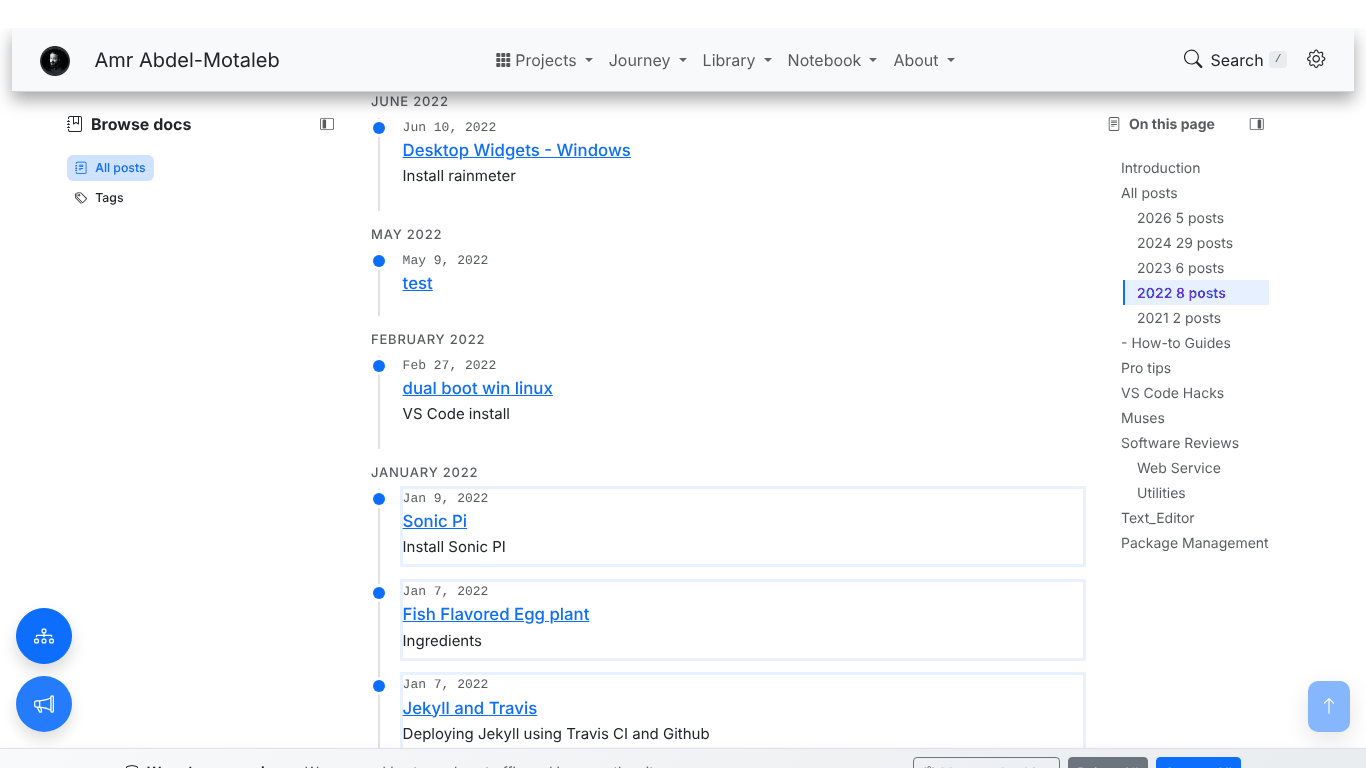 Amr Abdel-Motaleb
Projects
Journey
Library
Notebook
About
Search /
Browse docs
All posts
Tags
JUNE 2022
Jun 10, 2022
Desktop Widgets - Windows
Install rainmeter
MAY 2022
May 9, 2022
test
FEBRUARY 2022
Feb 27, 2022
dual boot win linux
VS Code install
JANUARY 2022
Jan 9, 2022
Sonic Pi
Install Sonic PI
Jan 7, 2022
Fish Flavored Egg plant
Ingredients
Jan 7, 2022
Jekyll and Travis
Deploying Jekyll using Travis CI and Github
On this page
Introduction
All posts
2026 5 posts
2024 29 posts
2023 6 posts
2022 8 posts
2021 2 posts
- How-to Guides
Pro tips
VS Code Hacks
Muses
Software Reviews
Web Service
Utilities
Text_Editor
Package Management